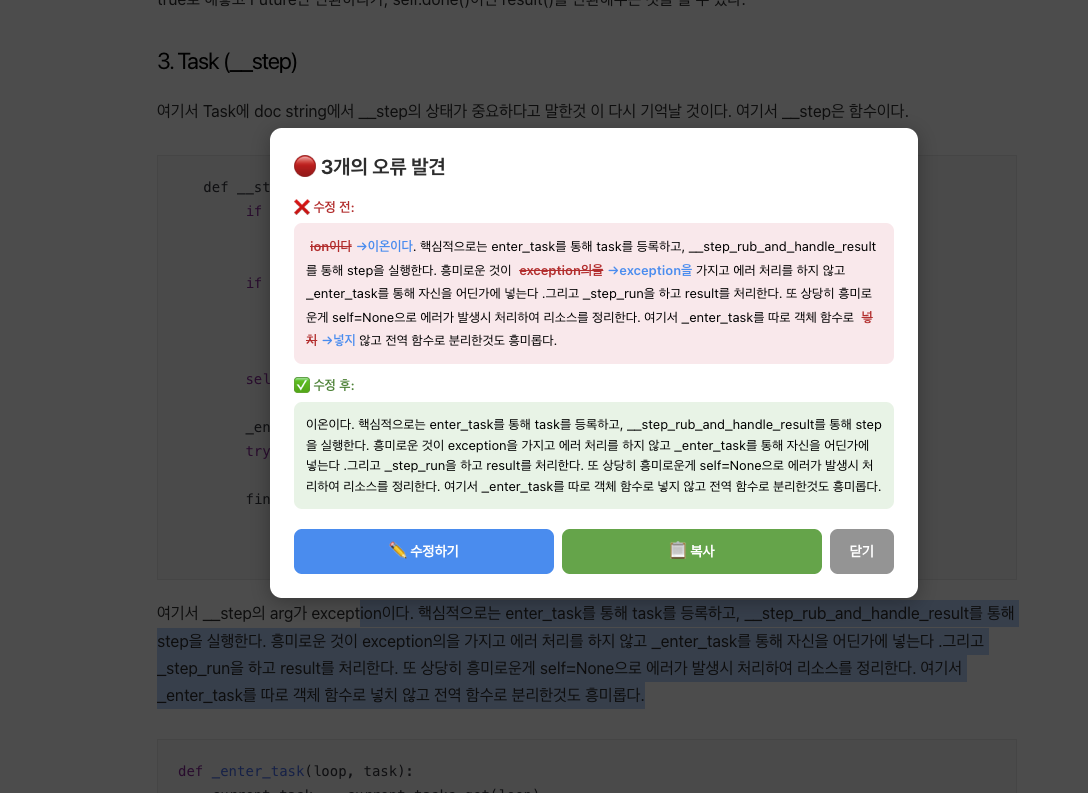 true로 해놓고 Future만 반환하다가, self.done()이면 result()를 반환해주는 것을 볼 수 있다.
3. Task (__step)
여기서 Task에 doc string에서 __step의 상태가 중요하다고 말한것 이 다시 기억날 것이다. 여기서 __step은 함수이다.
def __st
if
if
sel
_en
try
fin
🔴 3개의 오류 발견
❌ 수정 전:
ion이다 →이온이다. 핵심적으로는 enter_task를 통해 task를 등록하고, __step_rub_and_handle_result
를 통해 step을 실행한다. 흥미로운 것이 exception의을 →exception을 가지고 에러 처리를 하지 않고
_enter_task를 통해 자신을 어딘가에 넣는다 .그리고 _step_run을 하고 result를 처리한다. 또 상당히 흥미로
운게 self=None으로 에러가 발생시 처리하여 리소스를 정리한다. 여기서 _enter_task를 따로 객체 함수로 넣
치 →넣지 않고 전역 함수로 분리한것도 흥미롭다.
✅ 수정 후:
이온이다. 핵심적으로는 enter_task를 통해 task를 등록하고, __step_rub_and_handle_result를 통해 step
을 실행한다. 흥미로운 것이 exception을 가지고 에러 처리를 하지 않고 _enter_task를 통해 자신을 어딘가에
넣는다 .그리고 _step_run을 하고 result를 처리한다. 또 상당히 흥미로운게 self=None으로 에러가 발생시 처
리하여 리소스를 정리한다. 여기서 _enter_task를 따로 객체 함수로 넣지 않고 전역 함수로 분리한것도 흥미롭다.
✏️ 수정하기
📋 복사
닫기
여기서 __step의 arg가 exception이다. 핵심적으로는 enter_task를 통해 task를 등록하고, __step_rub_and_handle_result를 통해
step을 실행한다. 흥미로운 것이 exception의을 가지고 에러 처리를 하지 않고 _enter_task를 통해 자신을 어딘가에 넣는다 .그리고
_step_run을 하고 result를 처리한다. 또 상당히 흥미로운게 self=None으로 에러가 발생시 처리하여 리소스를 정리한다. 여기서
_enter_task를 따로 객체 함수로 넣치 않고 전역 함수로 분리한것도 흥미롭다.
def _enter_task(loop, task):